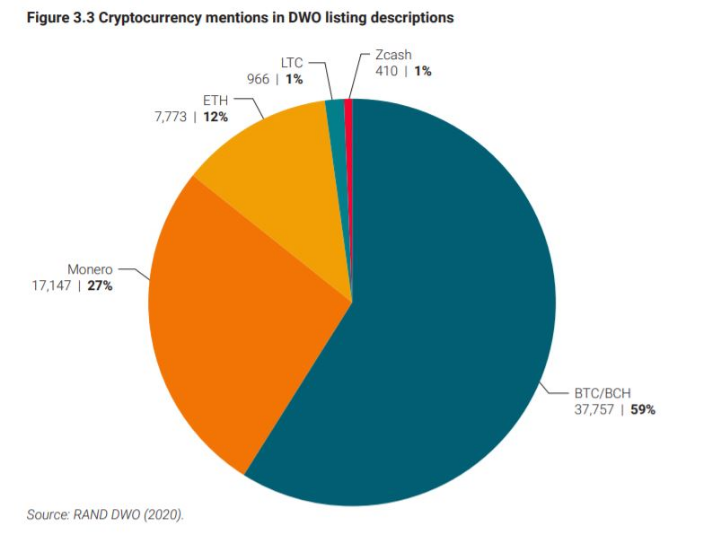 Figure 3.3 Cryptocurrency mentions in DWO listing descriptions
Zcash
410 | 1%
LTC
966 | 1%
ETH
7,773 | 12%
Monero
17,147 | 27%
BTC/BCH
37,757 | 59%
Source: RAND DWO (2020).